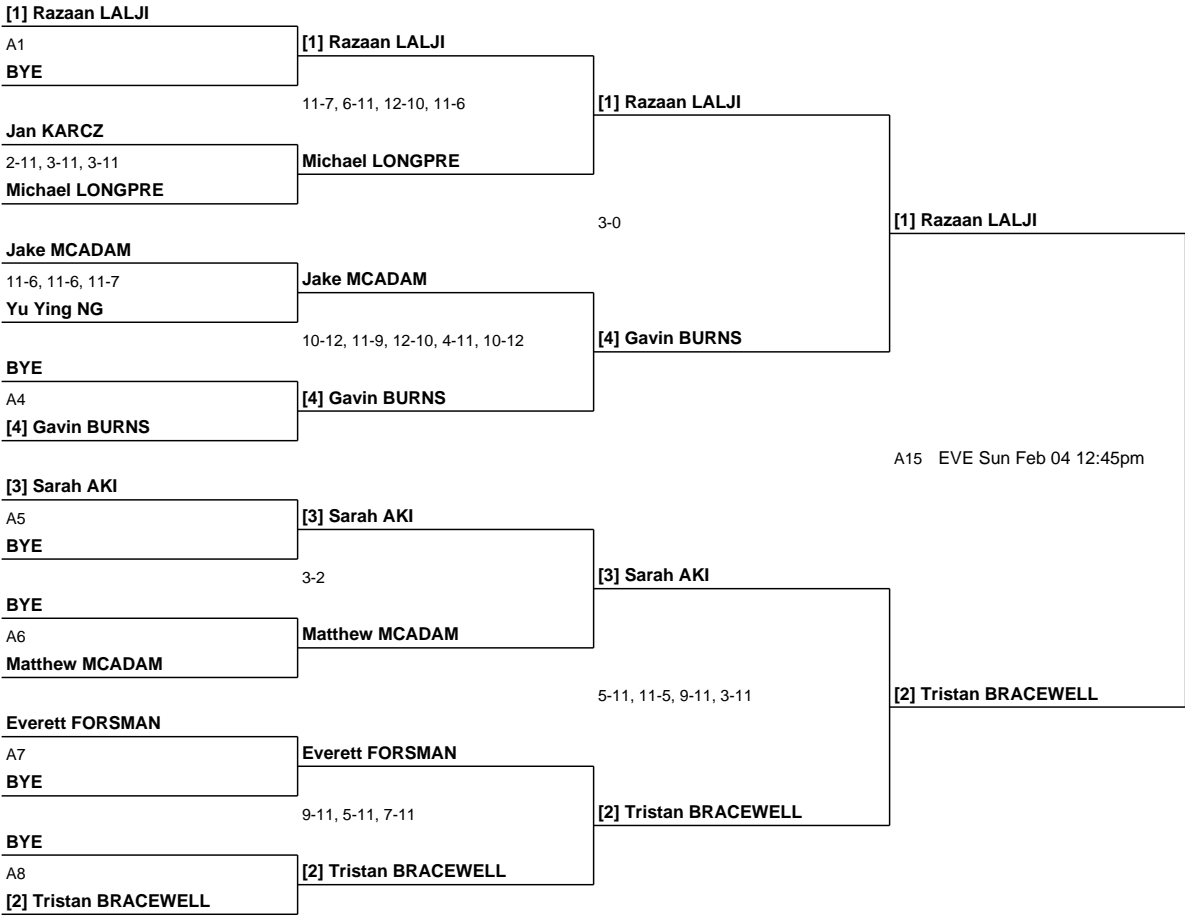 [1] Razaan LALJI
A1
BYE
[1] Razaan LALJI
11-7, 6-11, 12-10, 11-6
[1] Razaan LALJI
Jan KARCZ
2-11, 3-11, 3-11
Michael LONGPRE
Michael LONGPRE
3-0
[1] Razaan LALJI
Jake MCADAM
11-6, 11-6, 11-7
Yu Ying NG
Jake MCADAM
10-12, 11-9, 12-10, 4-11, 10-12
[4] Gavin BURNS
BYE
A4
[4] Gavin BURNS
[4] Gavin BURNS
A15 EVE Sun Feb 04 12:45pm
[3] Sarah AKI
A5
BYE
[3] Sarah AKI
3-2
[3] Sarah AKI
BYE
A6
Matthew MCADAM
Matthew MCADAM
5-11, 11-5, 9-11, 3-11
[2] Tristan BRACEWELL
Everett FORSMAN
A7
BYE
Everett FORSMAN
9-11, 5-11, 7-11
[2] Tristan BRACEWELL
BYE
A8
[2] Tristan BRACEWELL
[2] Tristan BRACEWELL